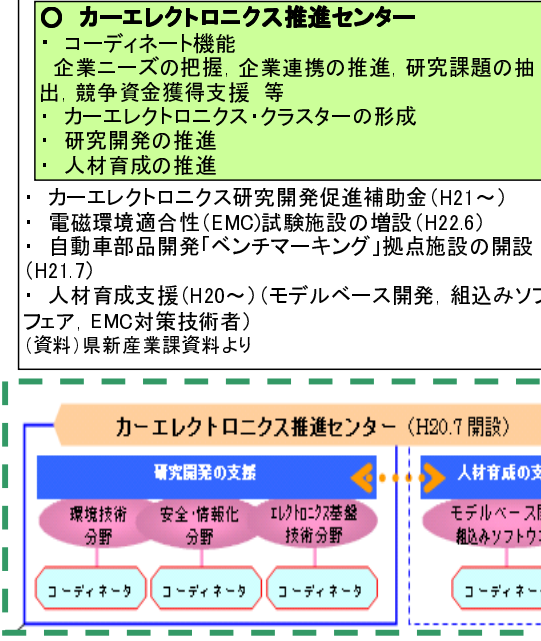 ○ カーエレクトロニクス推進センター
・ コーディネート機能
企業ニーズの把握, 企業連携の推進, 研究課題の抽
出, 競争資金獲得支援 等
・ カーエレクトロニクス・クラスターの形成
・ 研究開発の推進
・ 人材育成の推進
・ カーエレクトロニクス研究開発促進補助金(H21～)
・ 電磁環境適合性(EMC)試験施設の増設(H22.6)
・ 自動車部品開発「ベンチマーキング」拠点施設の開設
(H21.7)
・ 人材育成支援(H20～)(モデルベース開発, 組込みソフ
フェア, EMC対策技術者)
(資料)県新産業課資料より
カーエレクトロニクス推進センター (H20.7 開設)
研究開発の支援
人材育成の支
環境技術
分野
安全・情報化
分野
エレクトロニクス基盤
技術分野
モデルベース開
組込みソフトウエ
コーディネータ
コーディネータ
コーディネータ
コーディネー